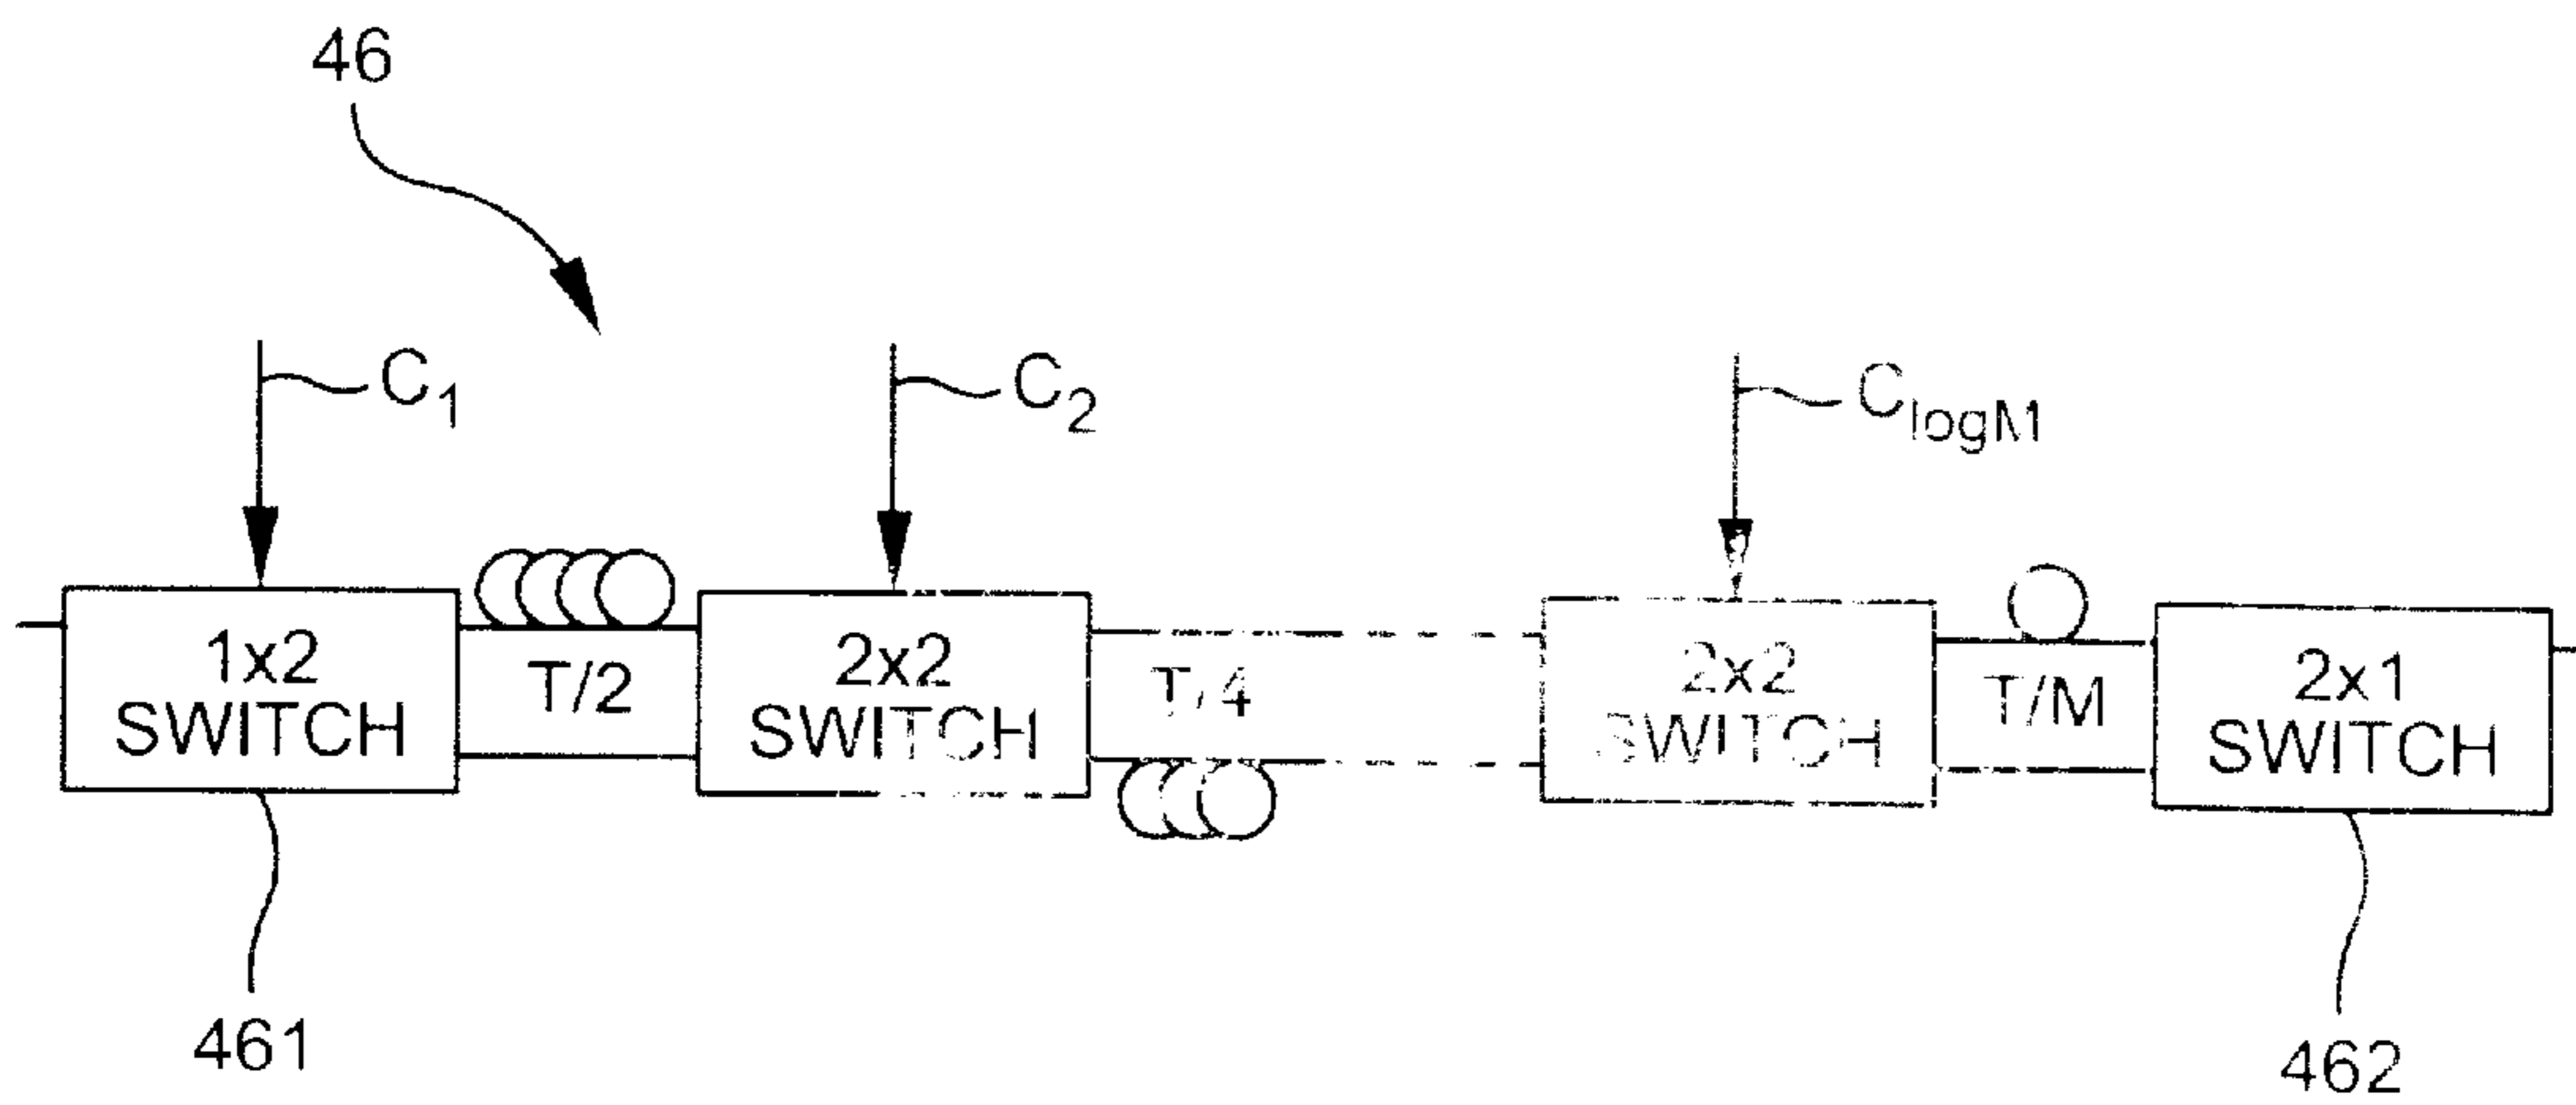 46
C1
C2
ClogM
1x2
SWITCH
T/2
2x2
SWITCH
T/4
2x2
SWITCH
T/M
2x1
SWITCH
461
462